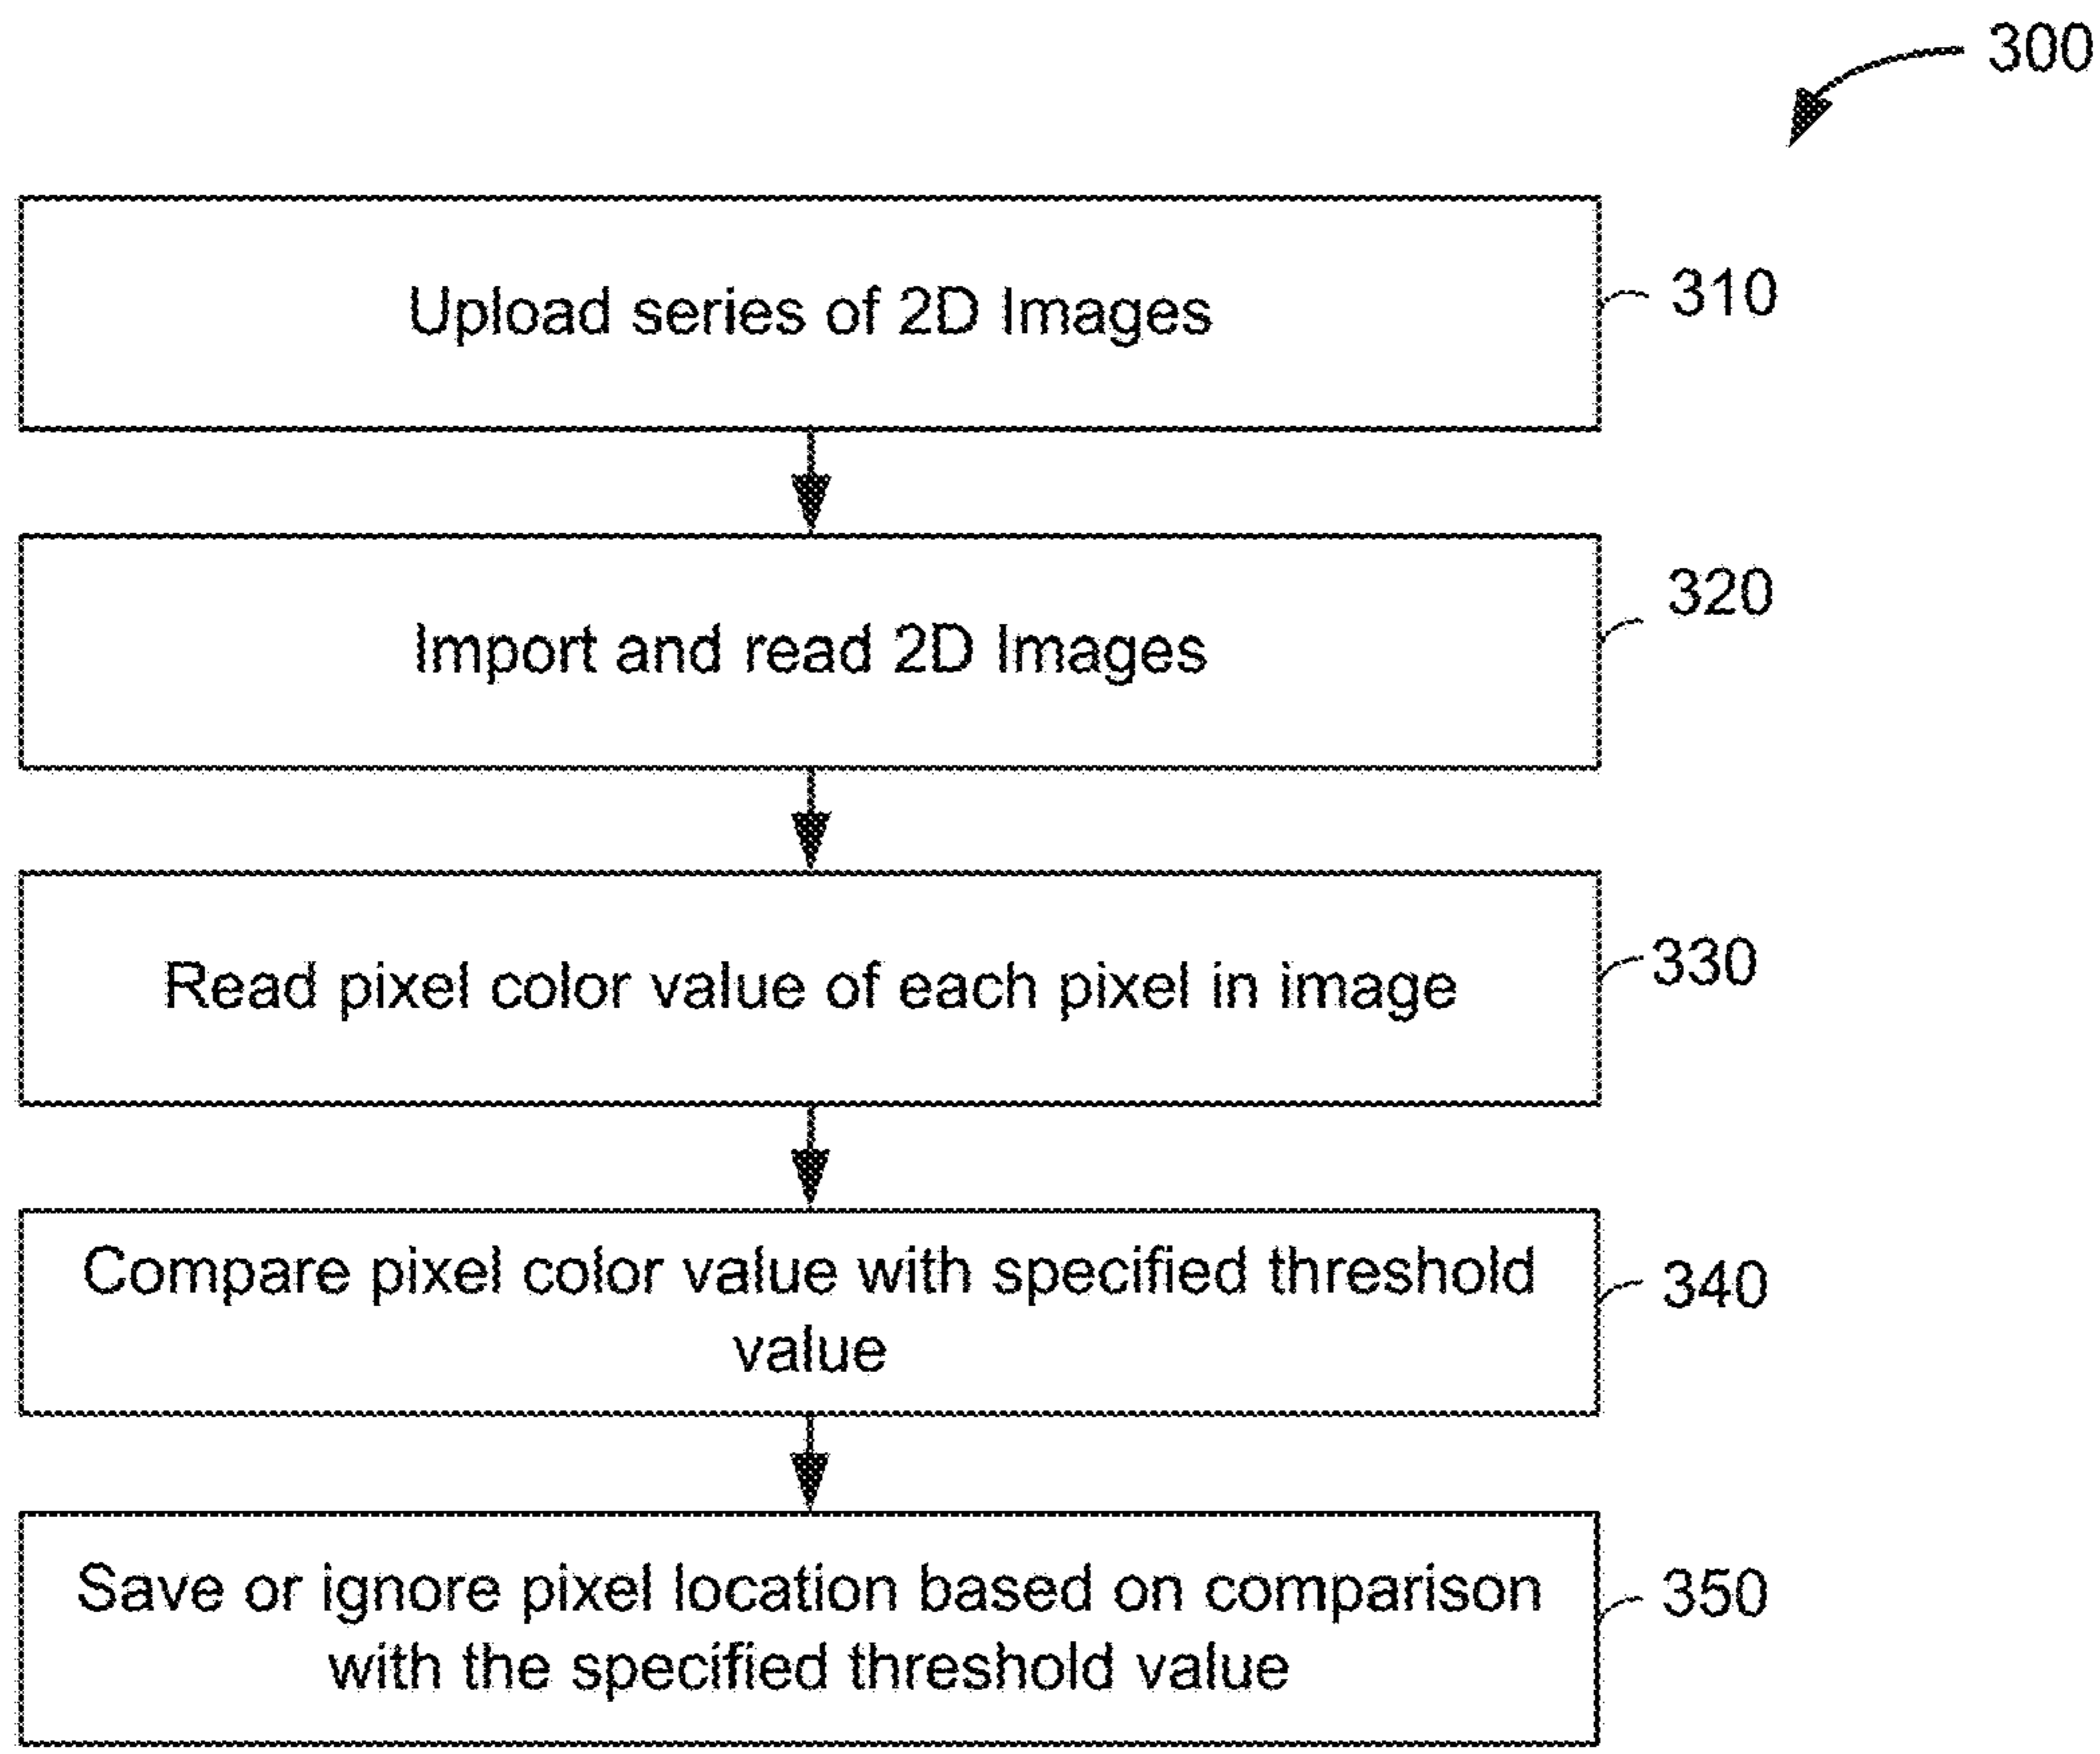 300
Upload series of 2D Images
310
Import and read 2D Images
320
Read pixel color value of each pixel in image
330
Compare pixel color value with specified threshold
value
340
Save or ignore pixel location based on comparison
with the specified threshold value
350